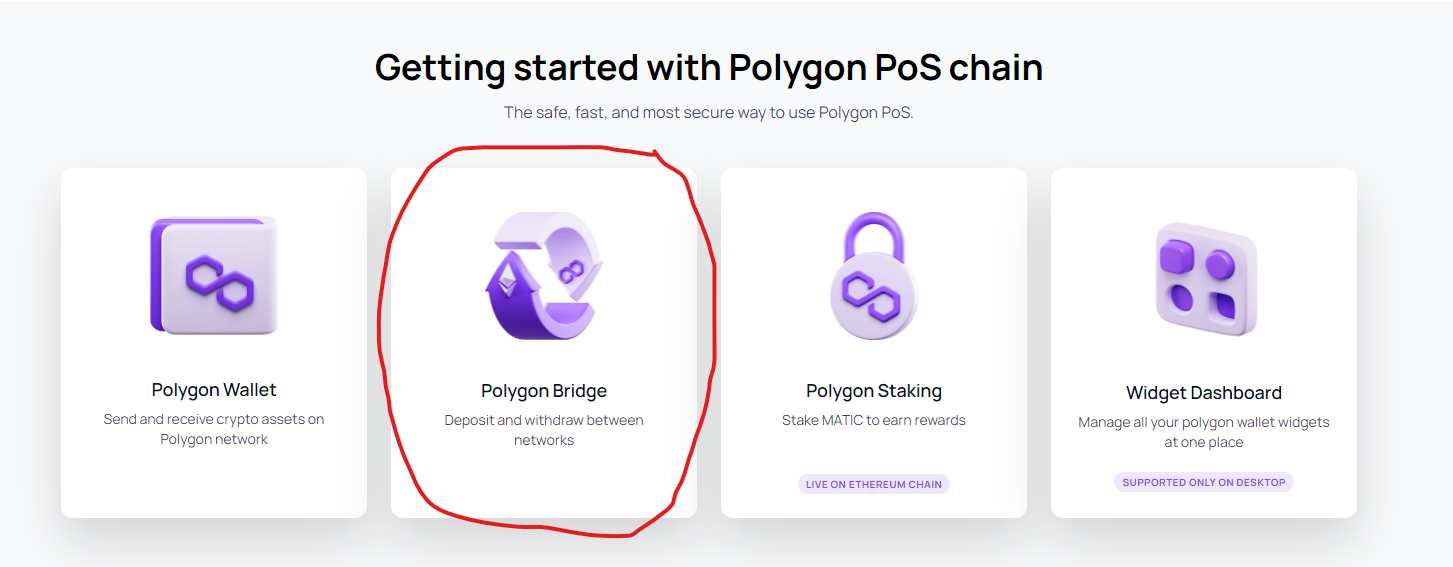 Getting started with Polygon PoS chain
The safe, fast, and most secure way to use Polygon PoS.
Polygon Wallet
Send and receive crypto assets on
Polygon network
Polygon Bridge
Deposit and withdraw between
networks
Polygon Staking
Stake MATIC to earn rewards
LIVE ON ETHEREUM CHAIN
Widget Dashboard
Manage all your polygon wallet widgets
at one place
SUPPORTED ONLY ON DESKTOP